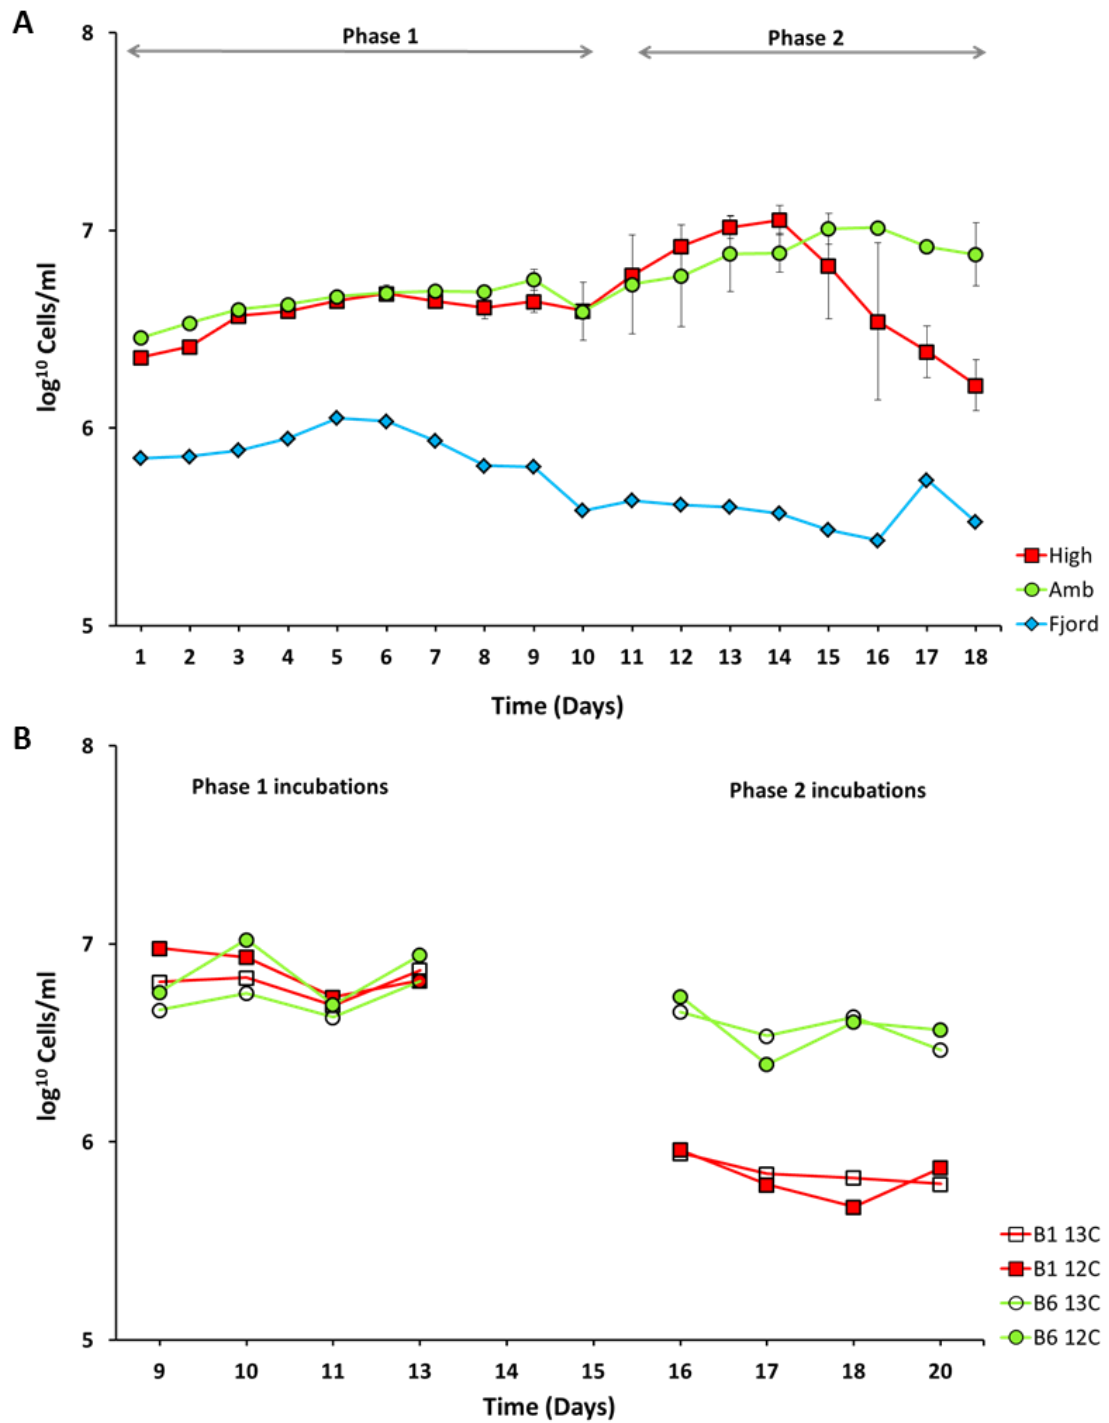 A
Phase 1
Phase 2
8
7
6
5
log¹⁰ Cells/ml
High
Amb
Fjord
1 2 3 4 5 6 7 8 9 10 11 12 13 14 15 16 17 18
Time (Days)
B
Phase 1 incubations
Phase 2 incubations
8
7
6
5
log¹⁰ Cells/ml
B1 13C
B1 12C
B6 13C
B6 12C
9 10 11 13 14 15 16 17 18 20
Time (Days)